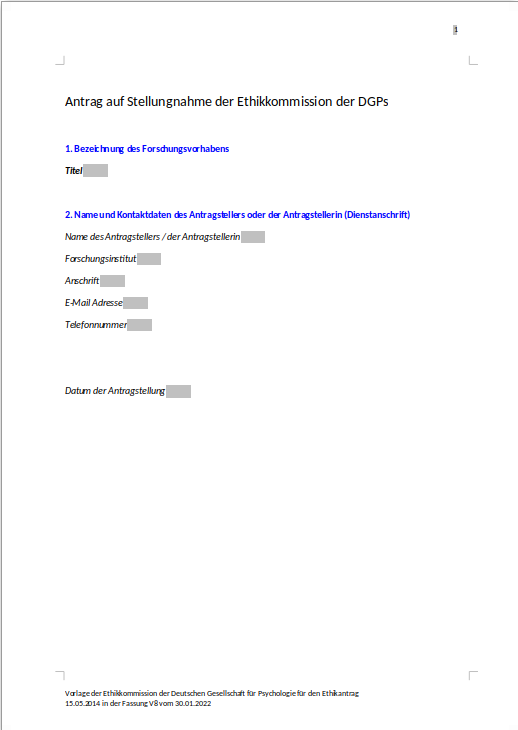 1
Antrag auf Stellungnahme der Ethikkommission der DGPs
1. Bezeichnung des Forschungsvorhabens
Titel
2. Name und Kontaktdaten des Antragstellers oder der Antragstellerin (Dienstanschrift)
Name des Antragstellers / der Antragstellerin
Forschungsinstitut
Anschrift
E-Mail Adresse
Telefonnummer
Datum der Antragstellung
Vorlage der Ethikkommission der Deutschen Gesellschaft für Psychologie für den Ethikantrag
15.05.2014 in der Fassung V8 vom 30.01.2022